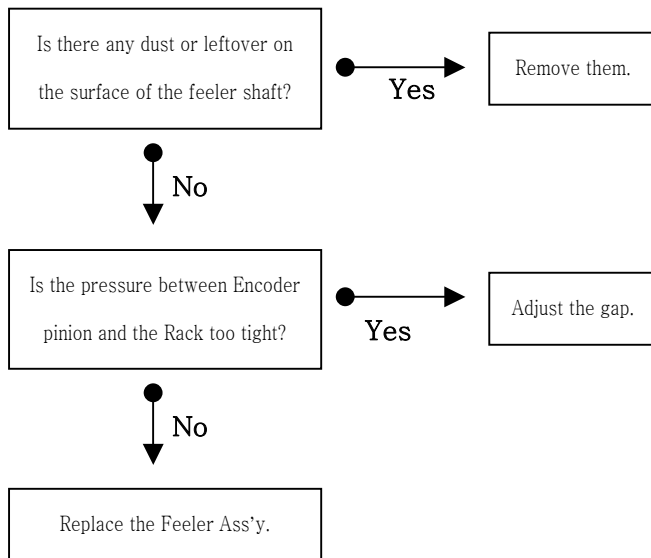 Is there any dust or leftover on
the surface of the feeler shaft?
Yes
Remove them.
No
Is the pressure between Encoder
pinion and the Rack too tight?
Yes
Adjust the gap.
No
Replace the Feeler Ass'y.